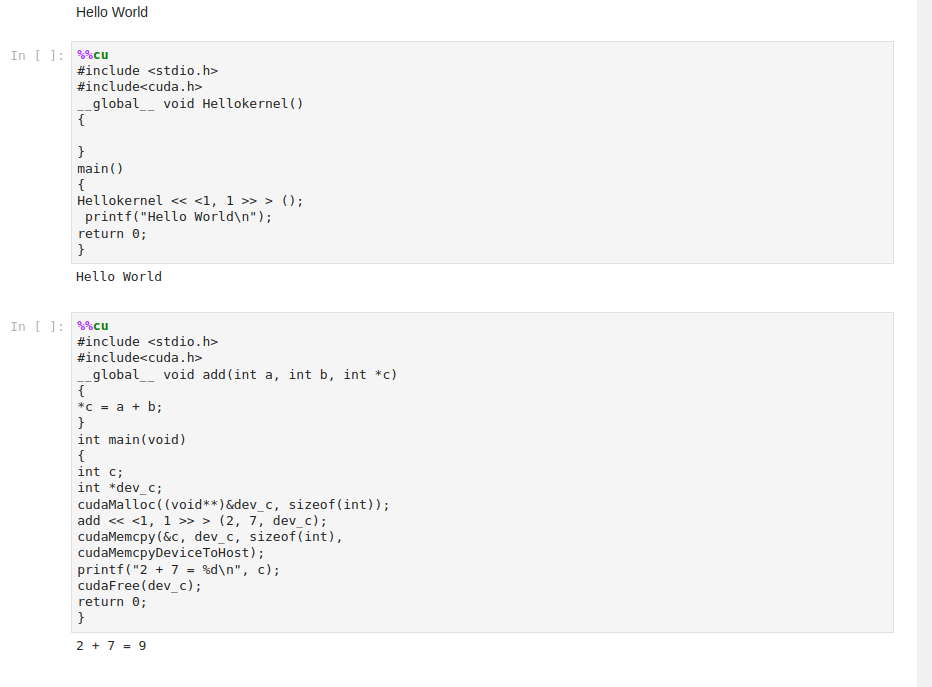 Hello World
In [ ]:
%%cu
#include <stdio.h>
#include<cuda.h>
__global__ void Hellokernel()
{
}
main()
{
Hellokernel << <1, 1 >> > ();
printf("Hello World\n");
return 0;
}
Hello World
In [ ]:
%%cu
#include <stdio.h>
#include<cuda.h>
__global__ void add(int a, int b, int *c)
{
*c = a + b;
}
int main(void)
{
int c;
int *dev_c;
cudaMalloc((void**)&dev_c, sizeof(int));
add << <1, 1 >> > (2, 7, dev_c);
cudaMemcpy(&c, dev_c, sizeof(int),
cudaMemcpyDeviceToHost);
printf("2 + 7 = %d\n", c);
cudaFree(dev_c);
return 0;
}
2 + 7 = 9